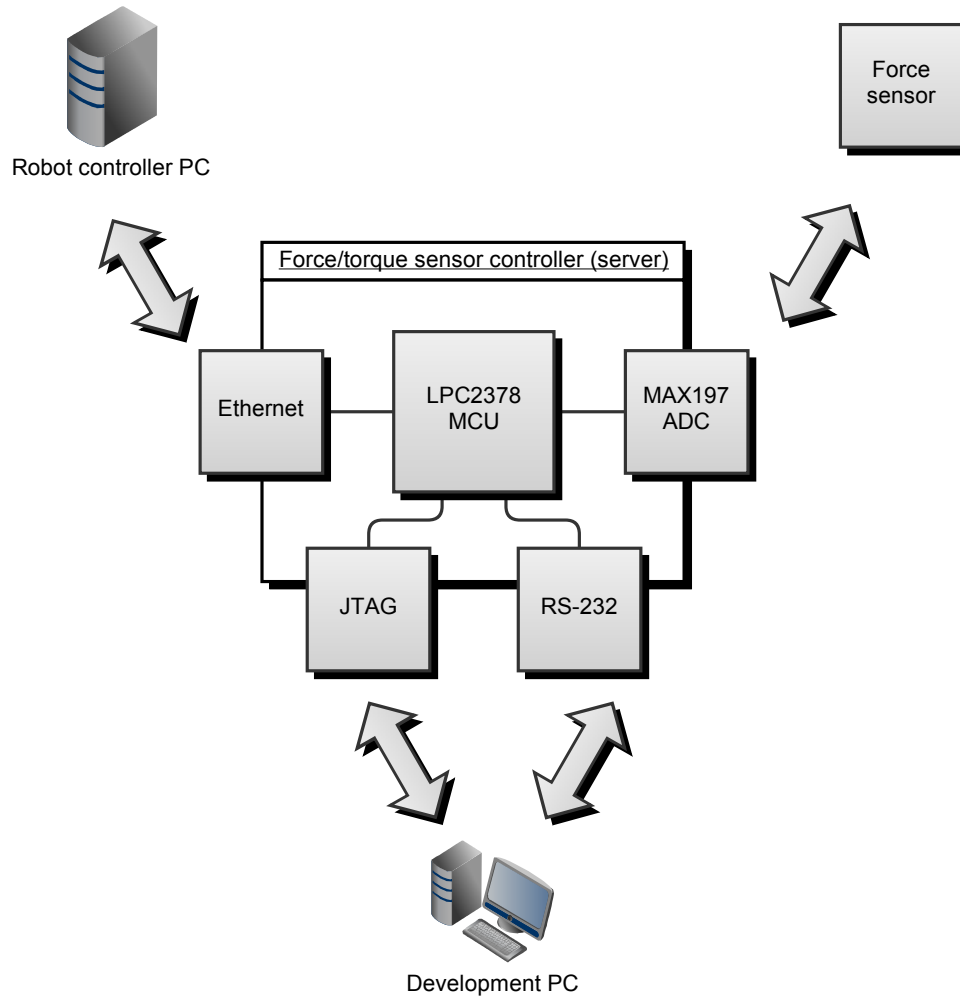 Force
sensor
Robot controller PC
Force/torque sensor controller (server)
Ethernet
LPC2378
MCU
MAX197
ADC
JTAG
RS-232
Development PC